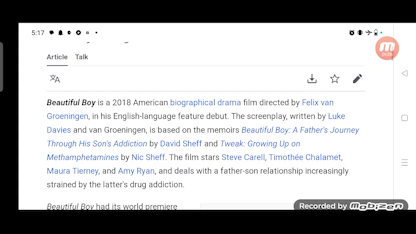 5:17
Article Talk
Beautiful Boy is a 2018 American biographical drama film directed by Felix van
Groeningen, in his English-language feature debut. The screenplay, written by Luke
Davies and van Groeningen, is based on the memoirs Beautiful Boy: A Father's Journey
Through His Son's Addiction by David Sheff and Tweak: Growing Up on
Methamphetamines by Nic Sheff. The film stars Steve Carell, Timothée Chalamet,
Maura Tierney, and Amy Ryan, and deals with a father-son relationship increasingly
strained by the latter's drug addiction.
Beautiful Boy had its world premiere
Recorded by Mobizen